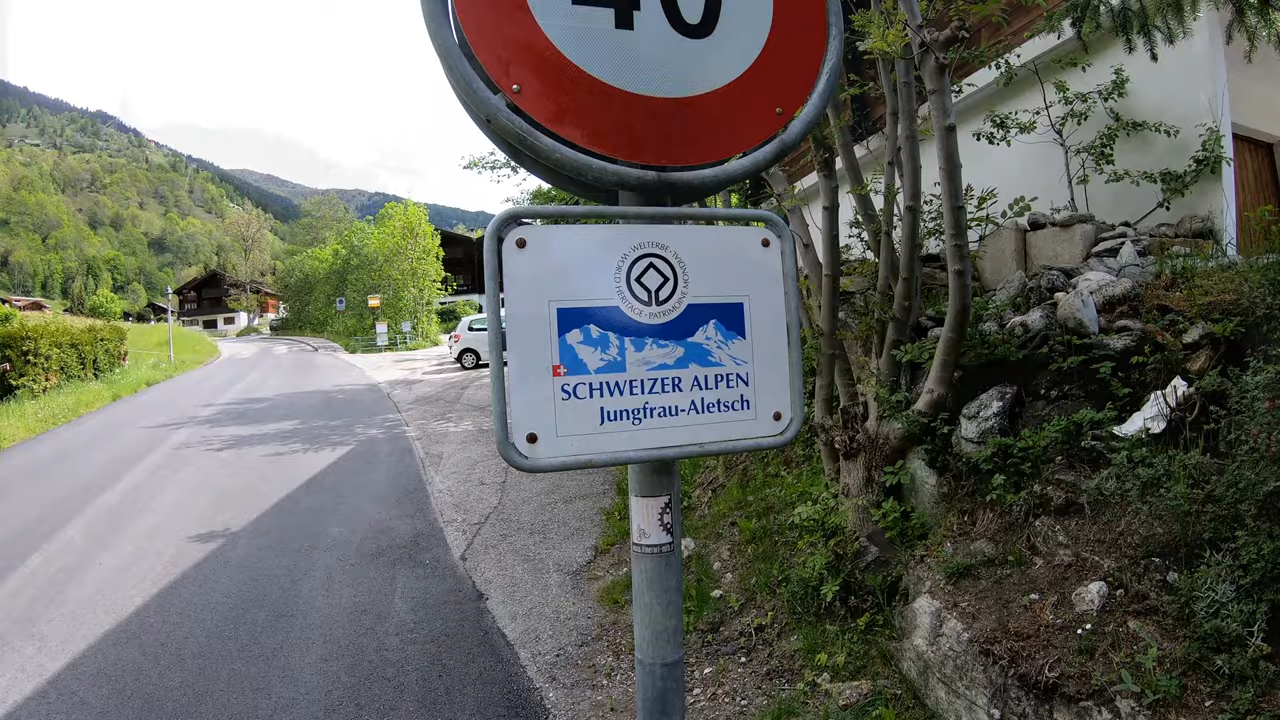 40
WORLD HERITAGE • WELTERBE • PATRIMOINE MONDIAL •
SCHWEIZER ALPEN
Jungfrau-Aletsch